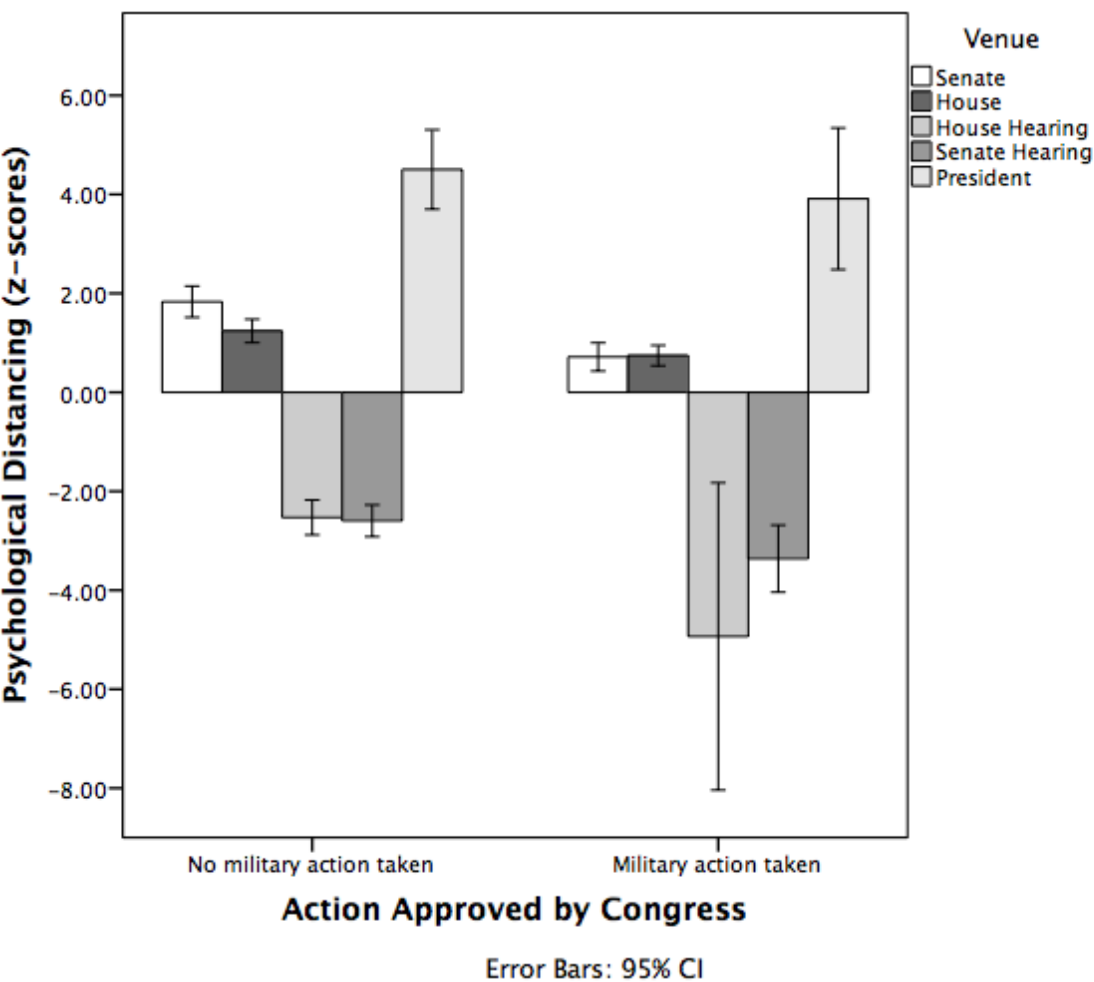 Venue
Senate
House
House Hearing
Senate Hearing
President
Psychological Distancing (z-scores)
6.00
4.00
2.00
0.00
-2.00
-4.00
-6.00
-8.00
No military action taken
Military action taken
Action Approved by Congress
Error Bars: 95% CI